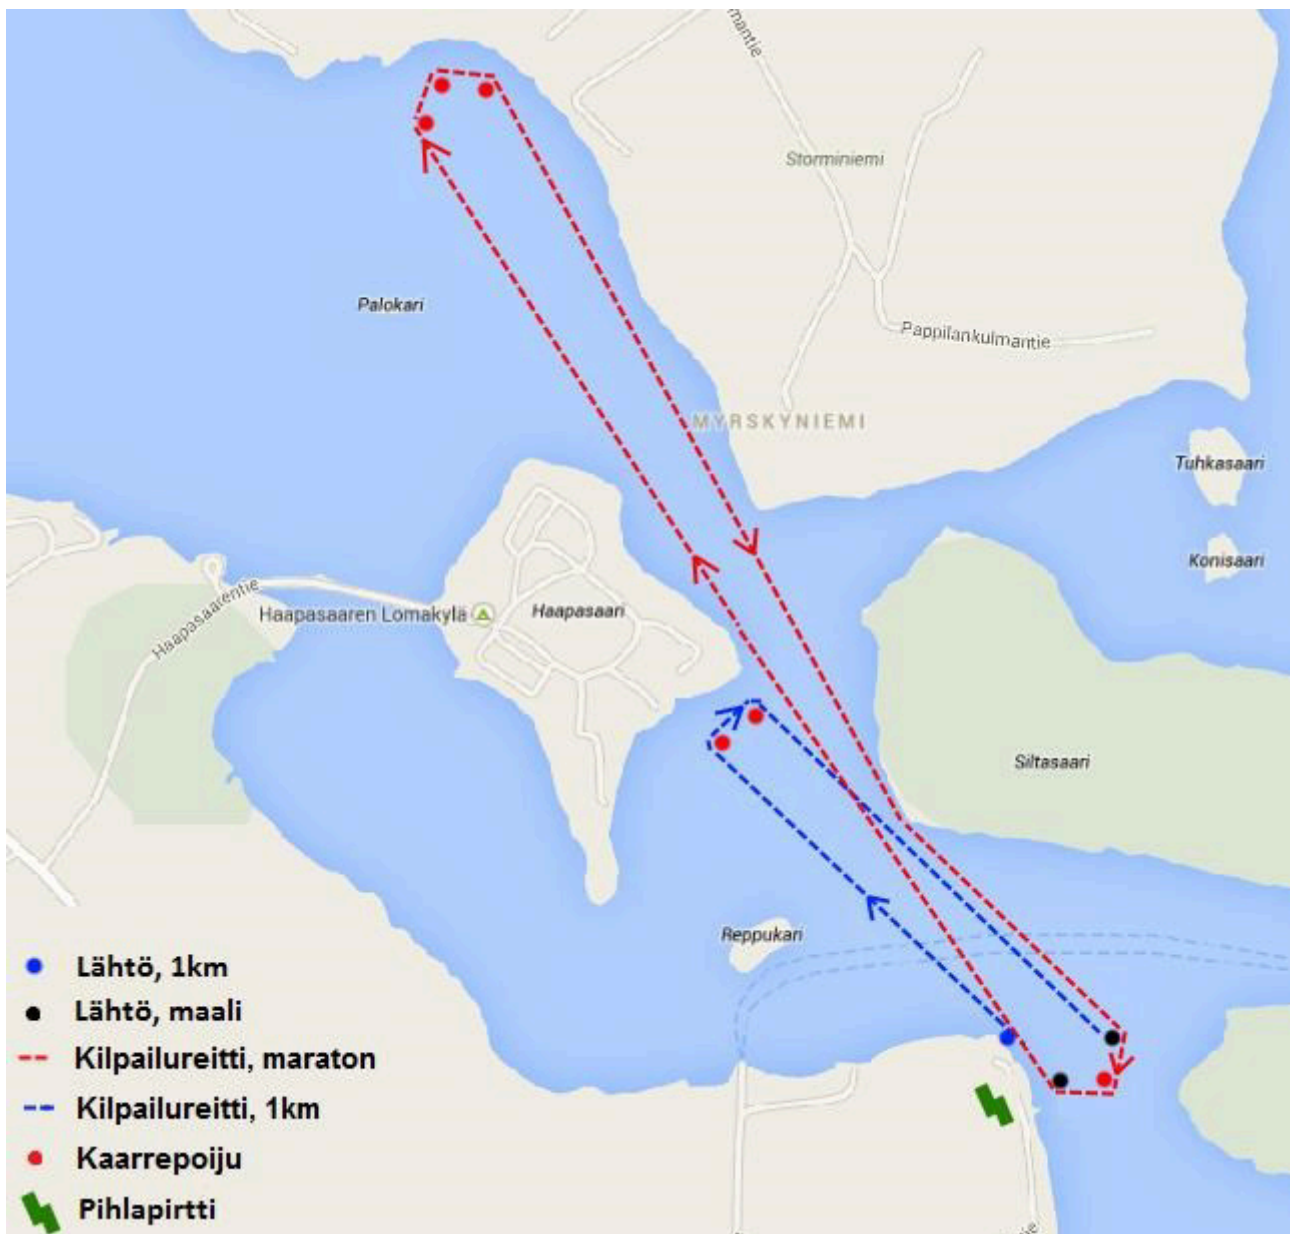 mantie
Storminiemi
Palokari
Pappilankulmantie
MYRSKYNIEMI
Tuhkasaari
Konisaari
Haapasaarentie
Haapasaaren Lomakylä
Haapasaari
Siltasaari
Reppukari
Lähtö, 1km
Lähtö, maali
Kilpailureitti, maraton
Kilpailureitti, 1km
Kaarrepoiju
Pihlapirtti